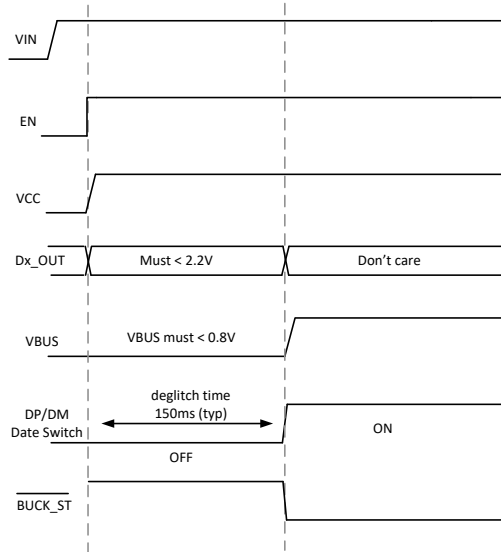 VIN
EN
VCC
Dx_OUT
Must < 2.2V
Don't care
VBUS
VBUS must < 0.8V
deglitch time
150ms (typ)
DP/DM
Date Switch
ON
OFF
BUCK_ST